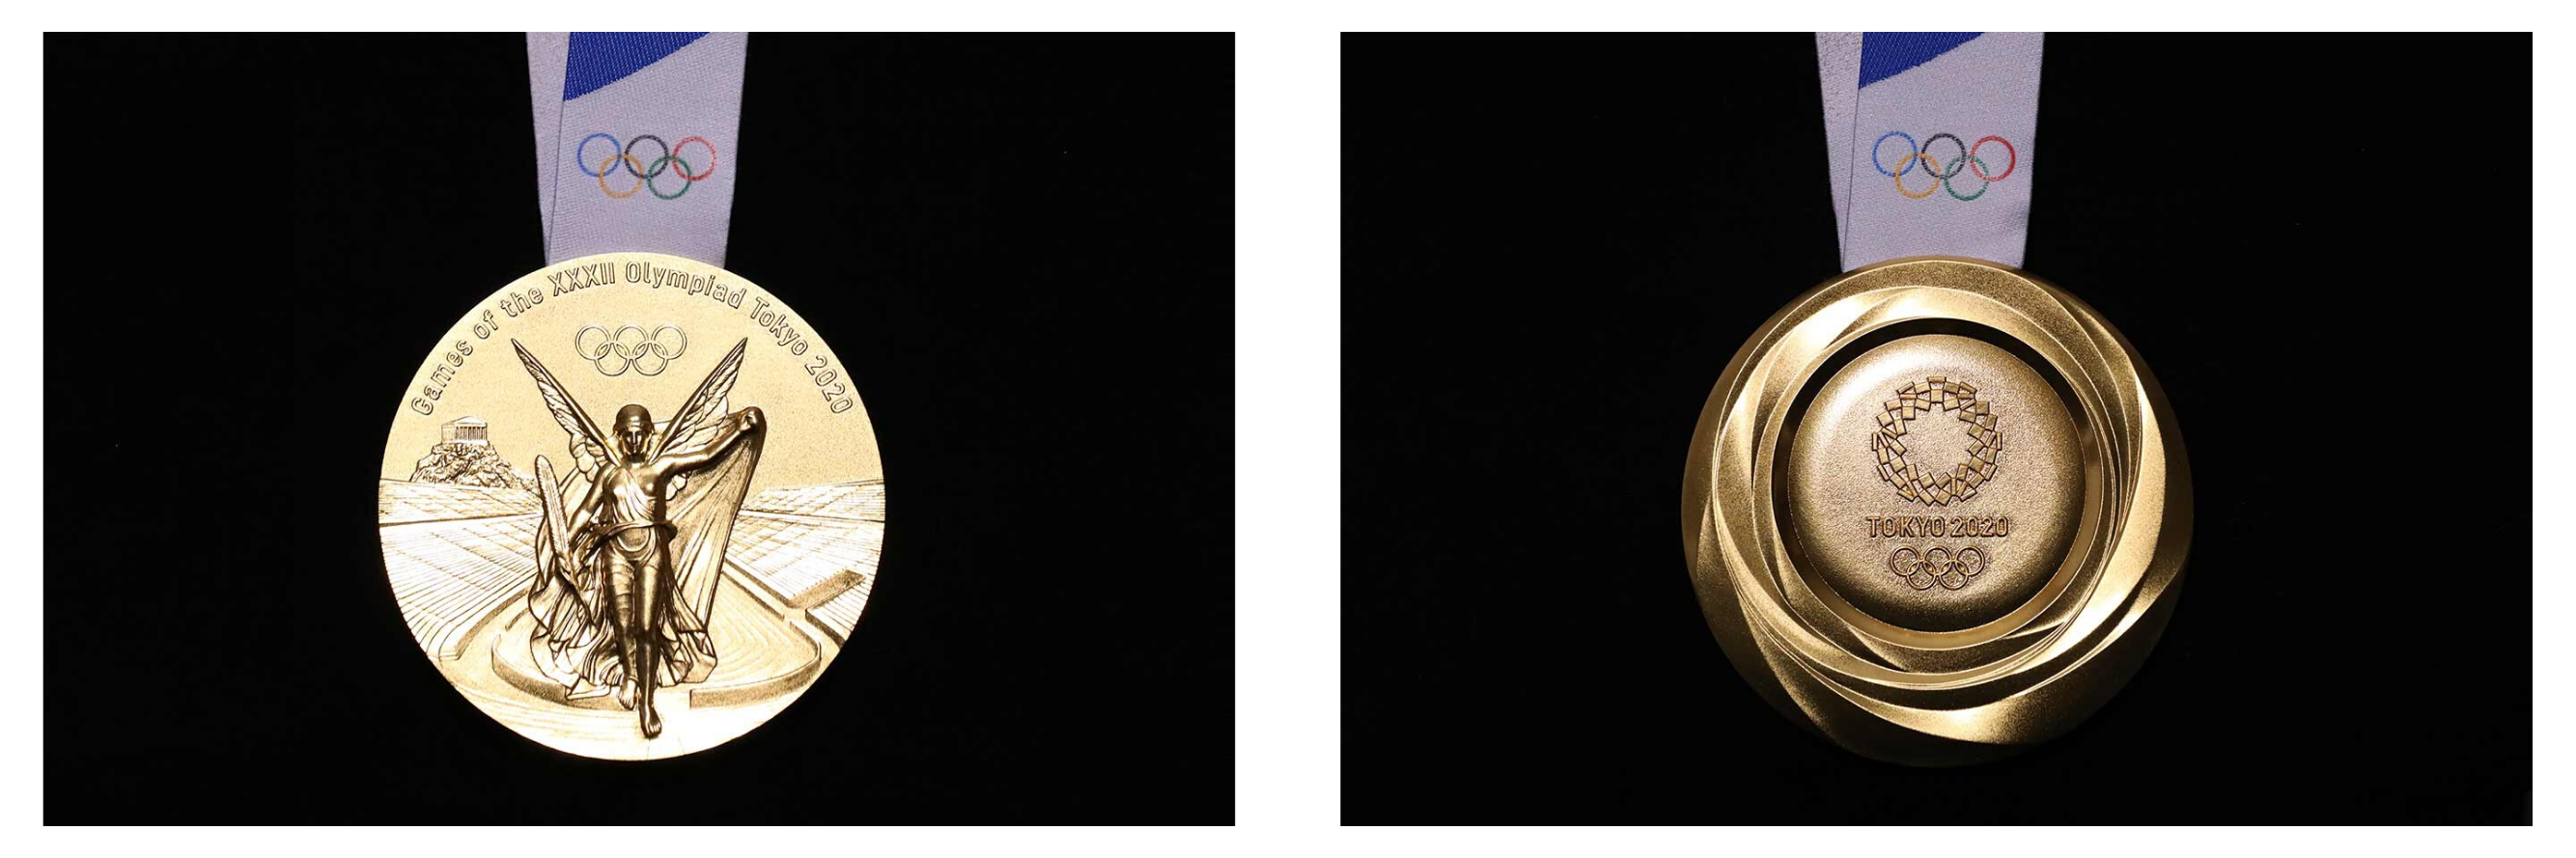 Games of the XXXII Olympiad Tokyo 2020
TOKYO 2020